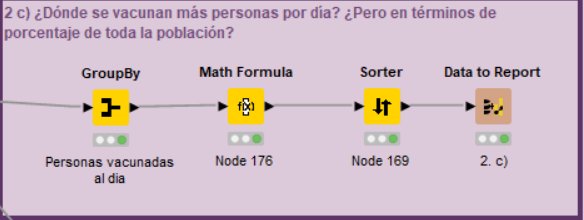 2 c) ¿Dónde se vacunan más personas por día? ¿Pero en términos de
porcentaje de toda la población?
GroupBy
Math Formula
Sorter
Data to Report
f(x)
Personas vacunadas
al dia
Node 176
Node 169
2. c)